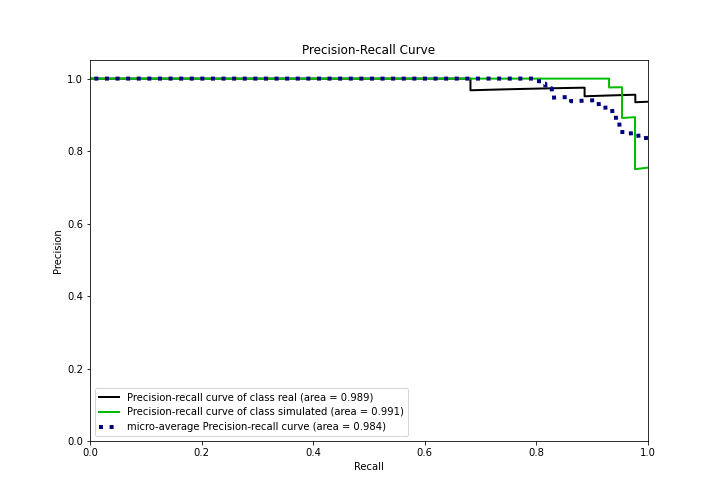 Precision-Recall Curve
1.0
0.8
0.6
0.4
0.2
0.0
Precision
Precision-recall curve of class real (area = 0.989)
Precision-recall curve of class simulated (area = 0.991)
micro-average Precision-recall curve (area = 0.984)
0.0 0.2 0.4 0.6 0.8 1.0
Recall